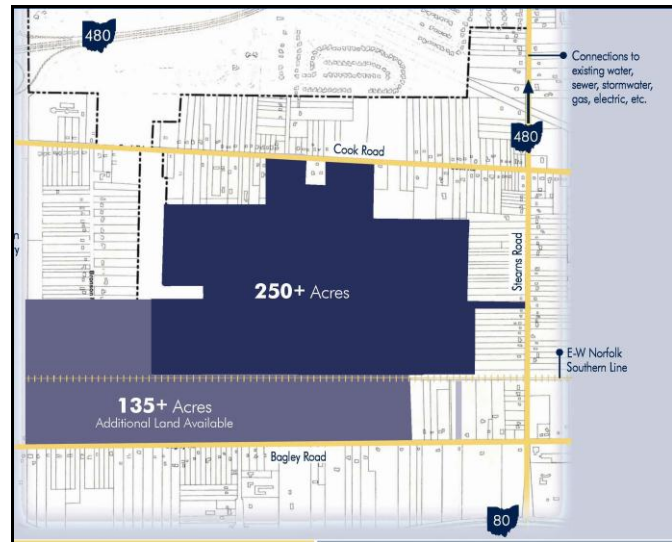 480
Connections to
existing water,
sewer, stormwater,
gas, electric, etc.
480
Cook Road
Stearns Road
250+ Acres
E-W Norfolk
Southern Line
135+ Acres
Additional Land Available
Bagley Road
80